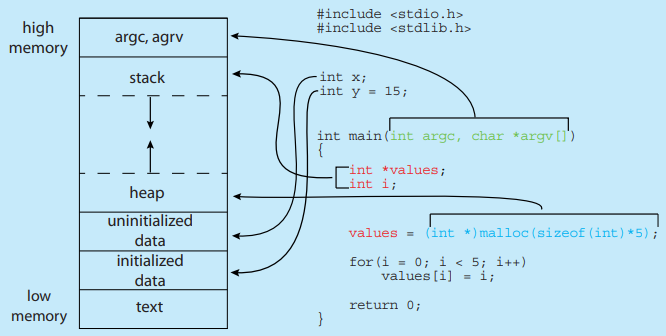 high
memory
argc, agrv
stack
heap
uninitialized
data
initialized
data
low
memory
text
#include <stdio.h>
#include <stdlib.h>
int x;
int y = 15;
int main(int argc, char *argv[])
{
int *values;
int i;
values = (int *)malloc(sizeof(int)*5);
for(i = 0; i < 5; i++)
values[i] = i;
return 0;
}